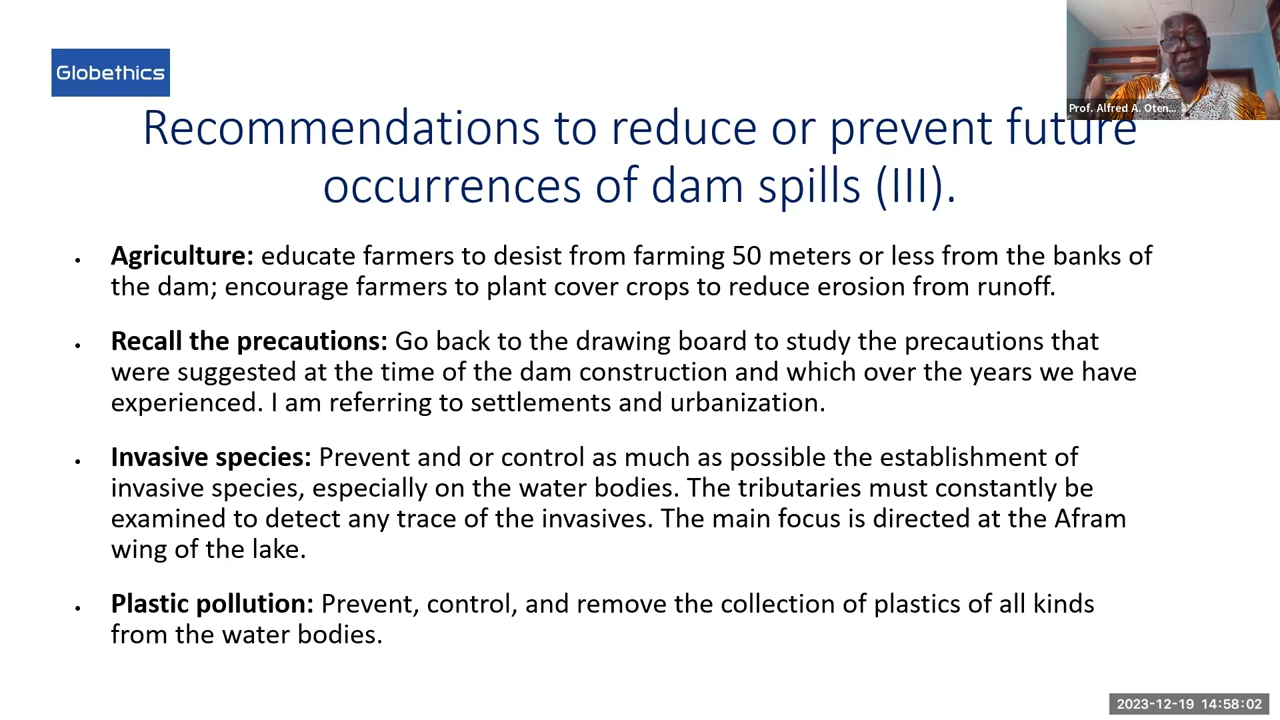 Globethics
Prof. Alfred A. Oten...
Recommendations to reduce or prevent future
occurrences of dam spills (III).
• Agriculture: educate farmers to desist from farming 50 meters or less from the banks of
the dam; encourage farmers to plant cover crops to reduce erosion from runoff.
• Recall the precautions: Go back to the drawing board to study the precautions that
were suggested at the time of the dam construction and which over the years we have
experienced. I am referring to settlements and urbanization.
• Invasive species: Prevent and or control as much as possible the establishment of
invasive species, especially on the water bodies. The tributaries must constantly be
examined to detect any trace of the invasives. The main focus is directed at the Afram
wing of the lake.
• Plastic pollution: Prevent, control, and remove the collection of plastics of all kinds
from the water bodies.
2023-12-19 14:58:02